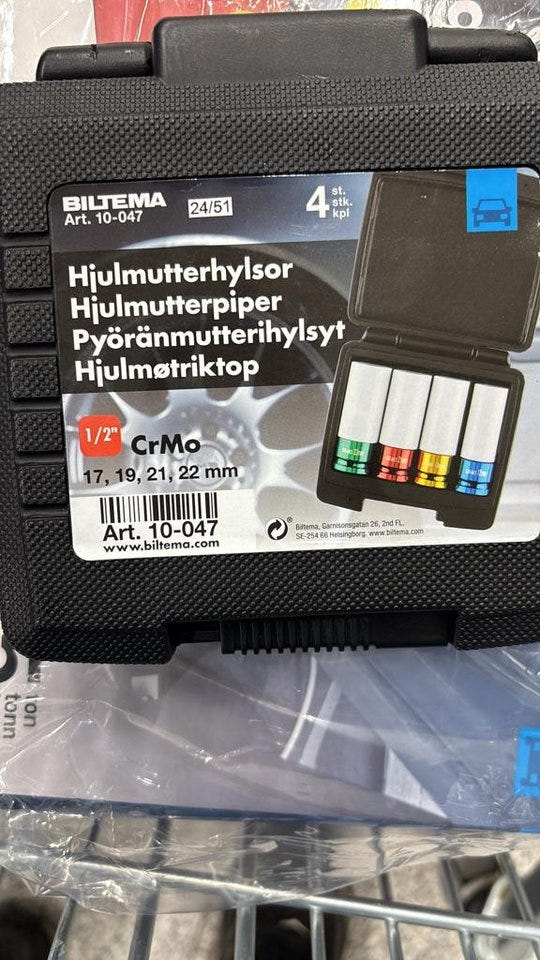 BILTEMA
Art. 10-047
24/51
4 st.
stk.
kpl
Hjulmutterhylsor
Hjulmutterpiper
Pyöränmutterihylsyt
Hjulmøtriktop
1/2" CrMo
17, 19, 21, 22 mm
Art. 10-047
www.biltema.com
Biltema, Garnisonsgatan 26, 2nd FL,
SE-254 66 Helsingborg. www.biltema.com
ton
tonn